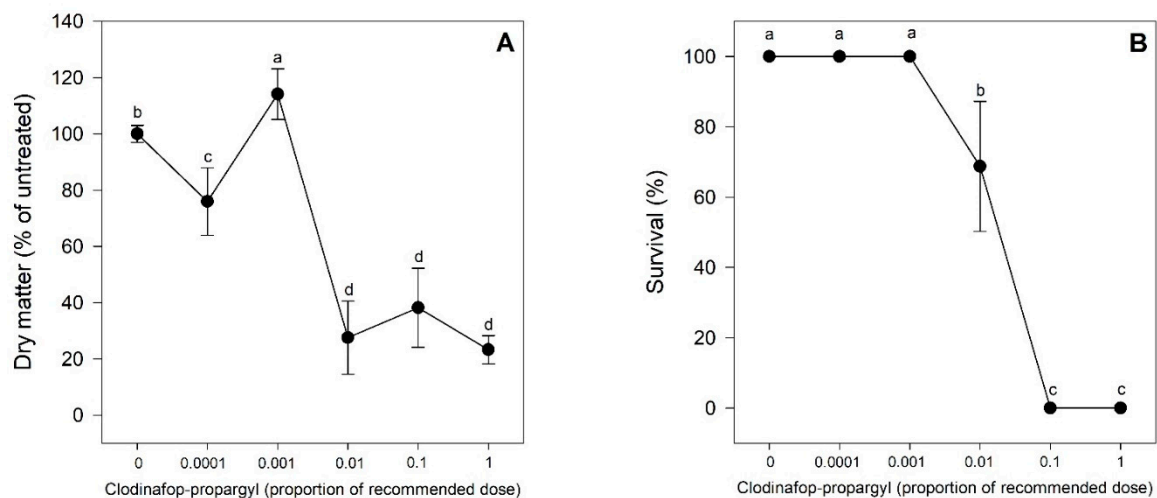 A
Dry matter (% of untreated)
140
120
100
80
60
40
20
0
b
c
a
d
d
d
0 0.0001 0.001 0.01 0.1 1
Clodinafop-propargyl (proportion of recommended dose)
B
Survival (%)
100
80
60
40
20
0
a
a
a
b
c
c
0 0.0001 0.001 0.01 0.1 1
Clodinafop-propargyl (proportion of recommended dose)